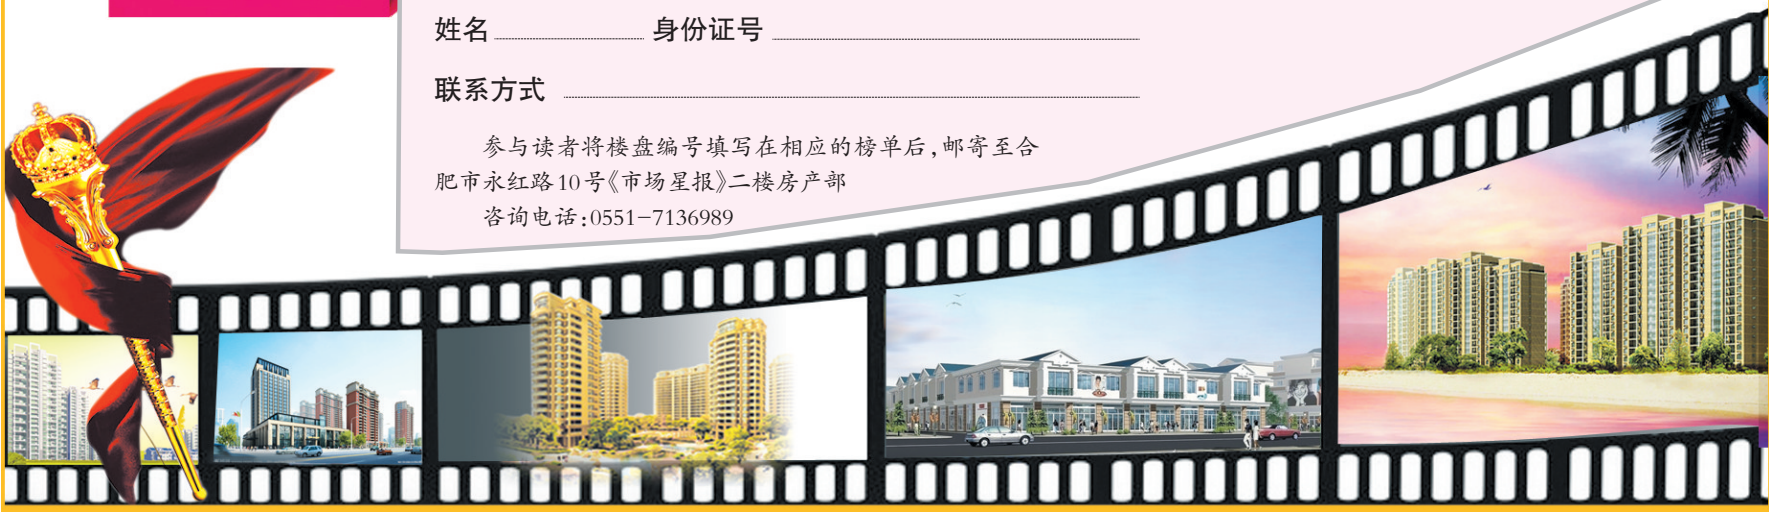 姓名 身份证号
联系方式
参与读者将楼盘编号填写在相应的榜单后,邮寄至合
肥市永红路10号《市场星报》二楼房产部
咨询电话:0551-7136989